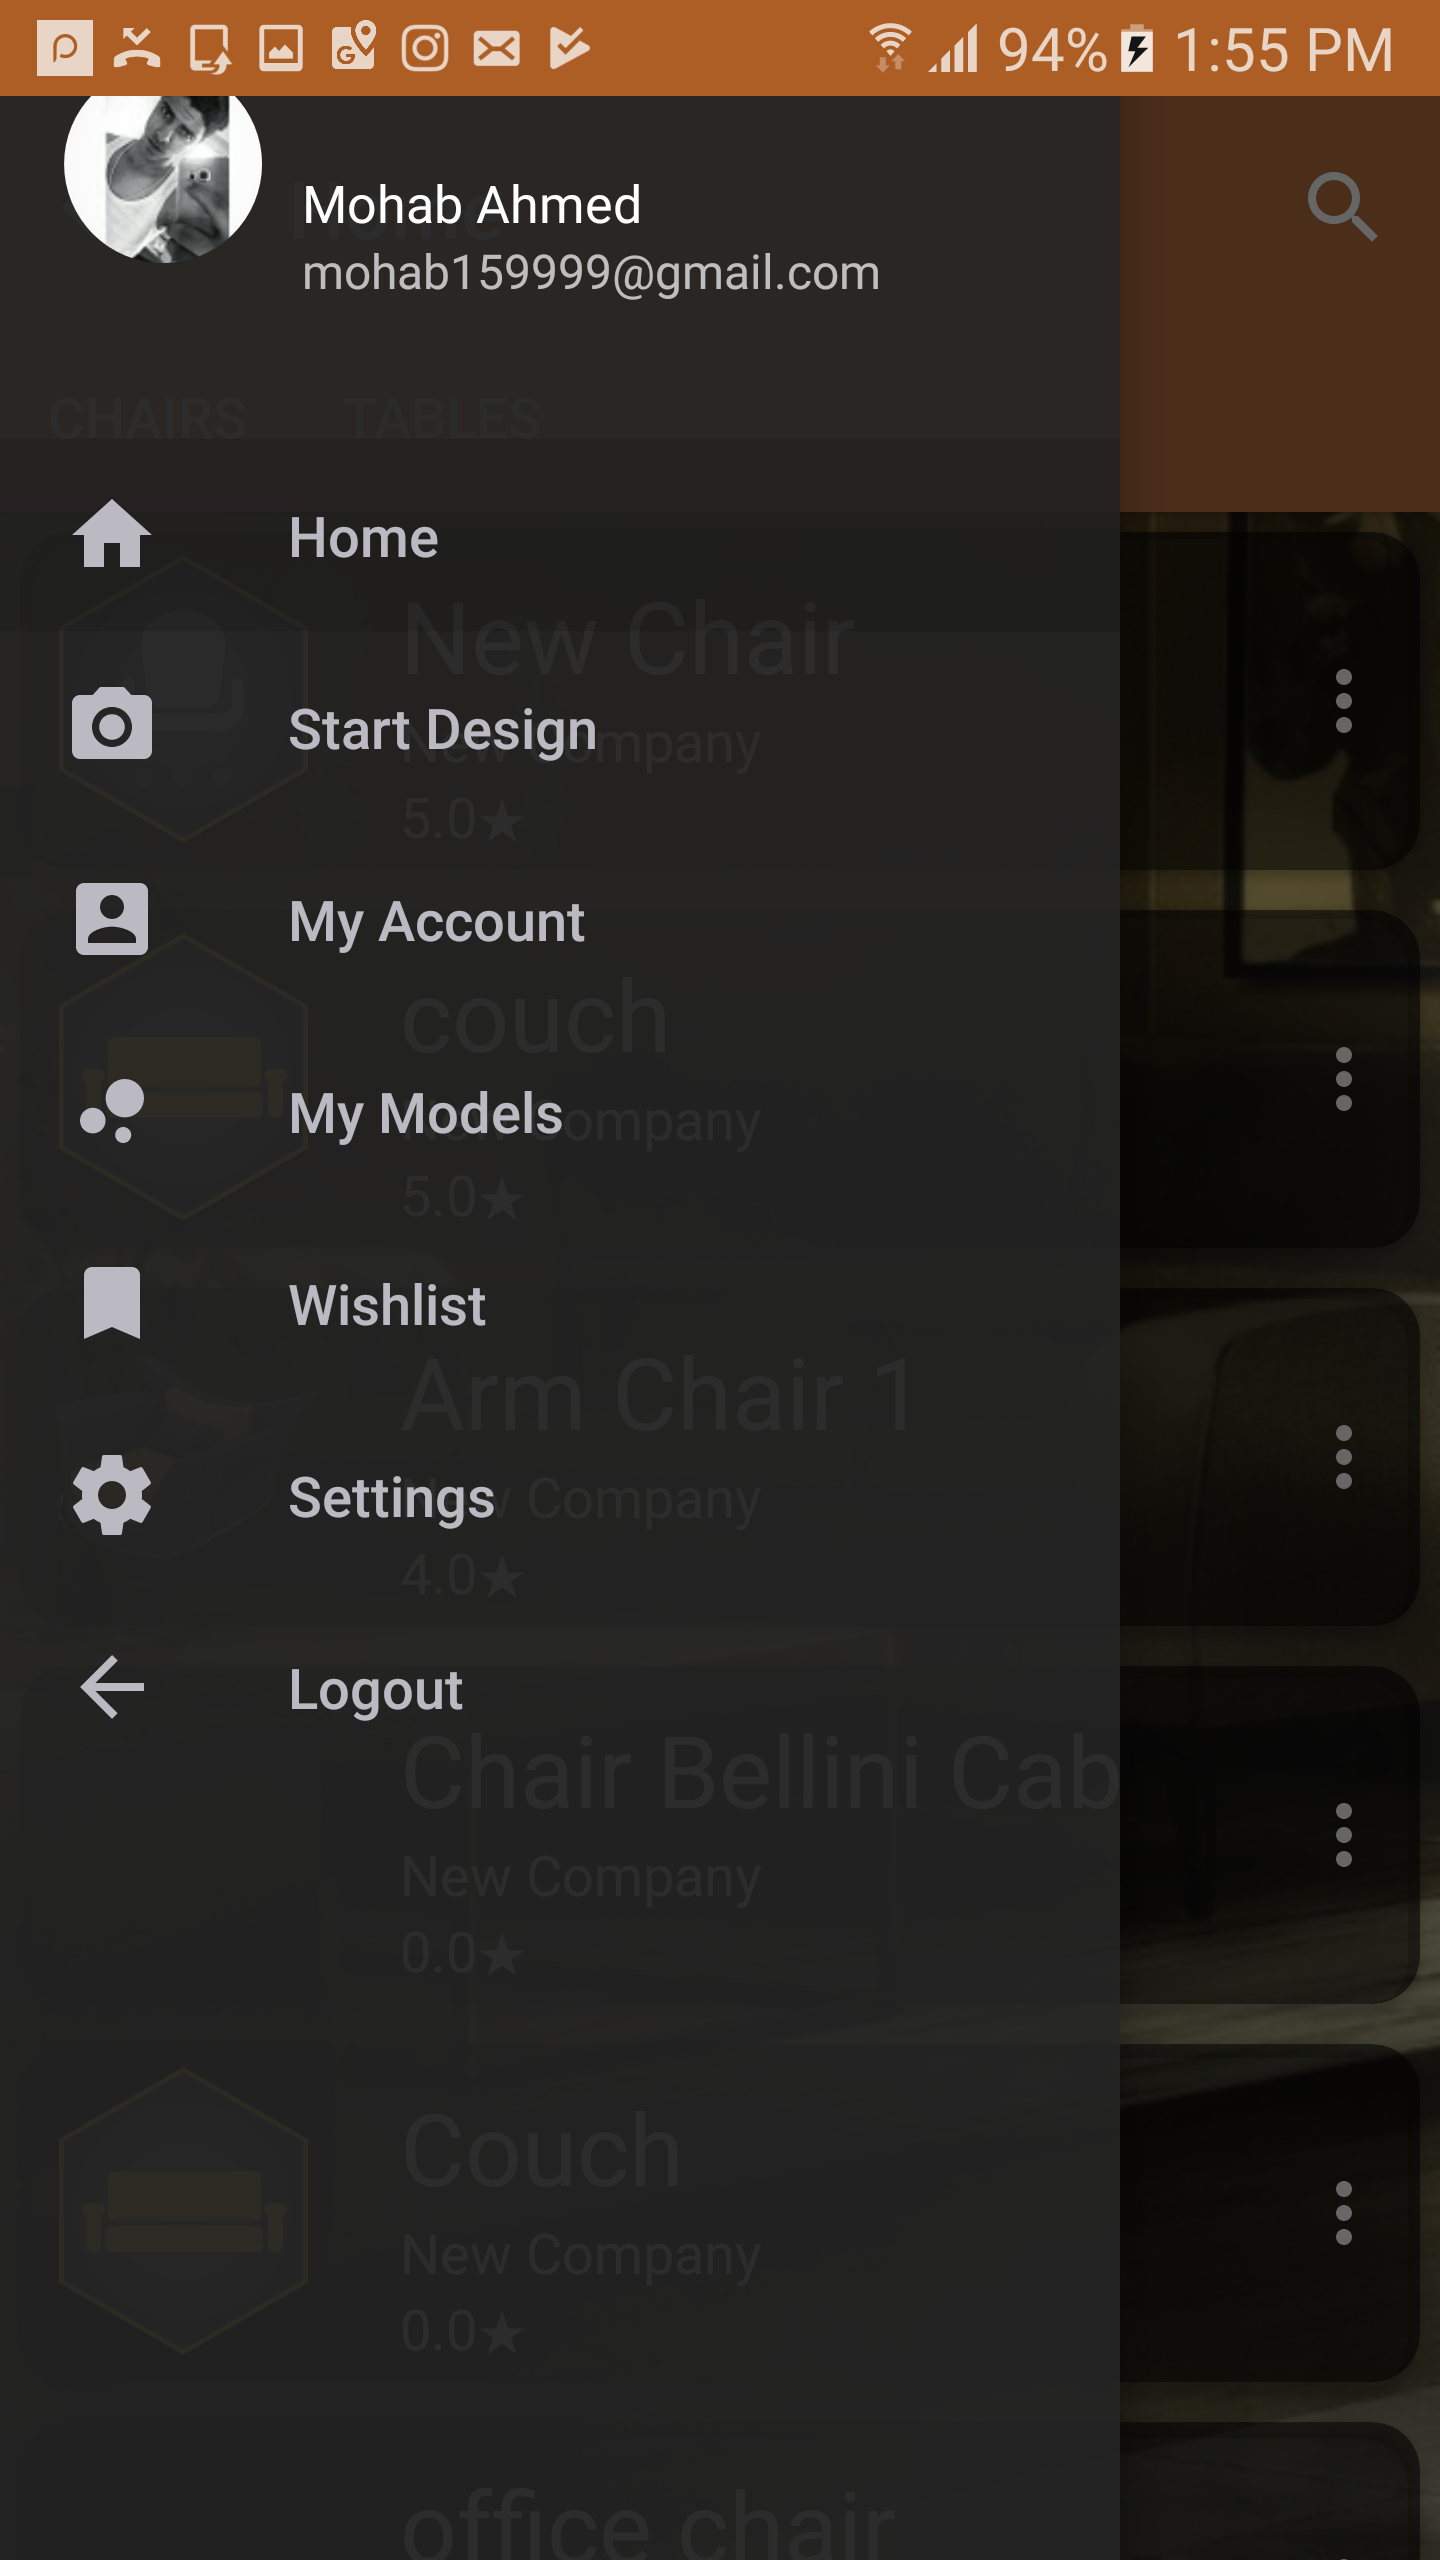 94% 1:55 PM
Home
Mohab Ahmed
mohab159999@gmail.com
CHAIRS TABLES
Home
New Chair
Start Design
New Company
5.0★
My Account
couch
My Models
New Company
5.0★
Wishlist
Arm Chair 1
Settings
New Company
4.0★
Logout
Chair Bellini Cab
New Company
0.0★
Couch
New Company
0.0★
office chair